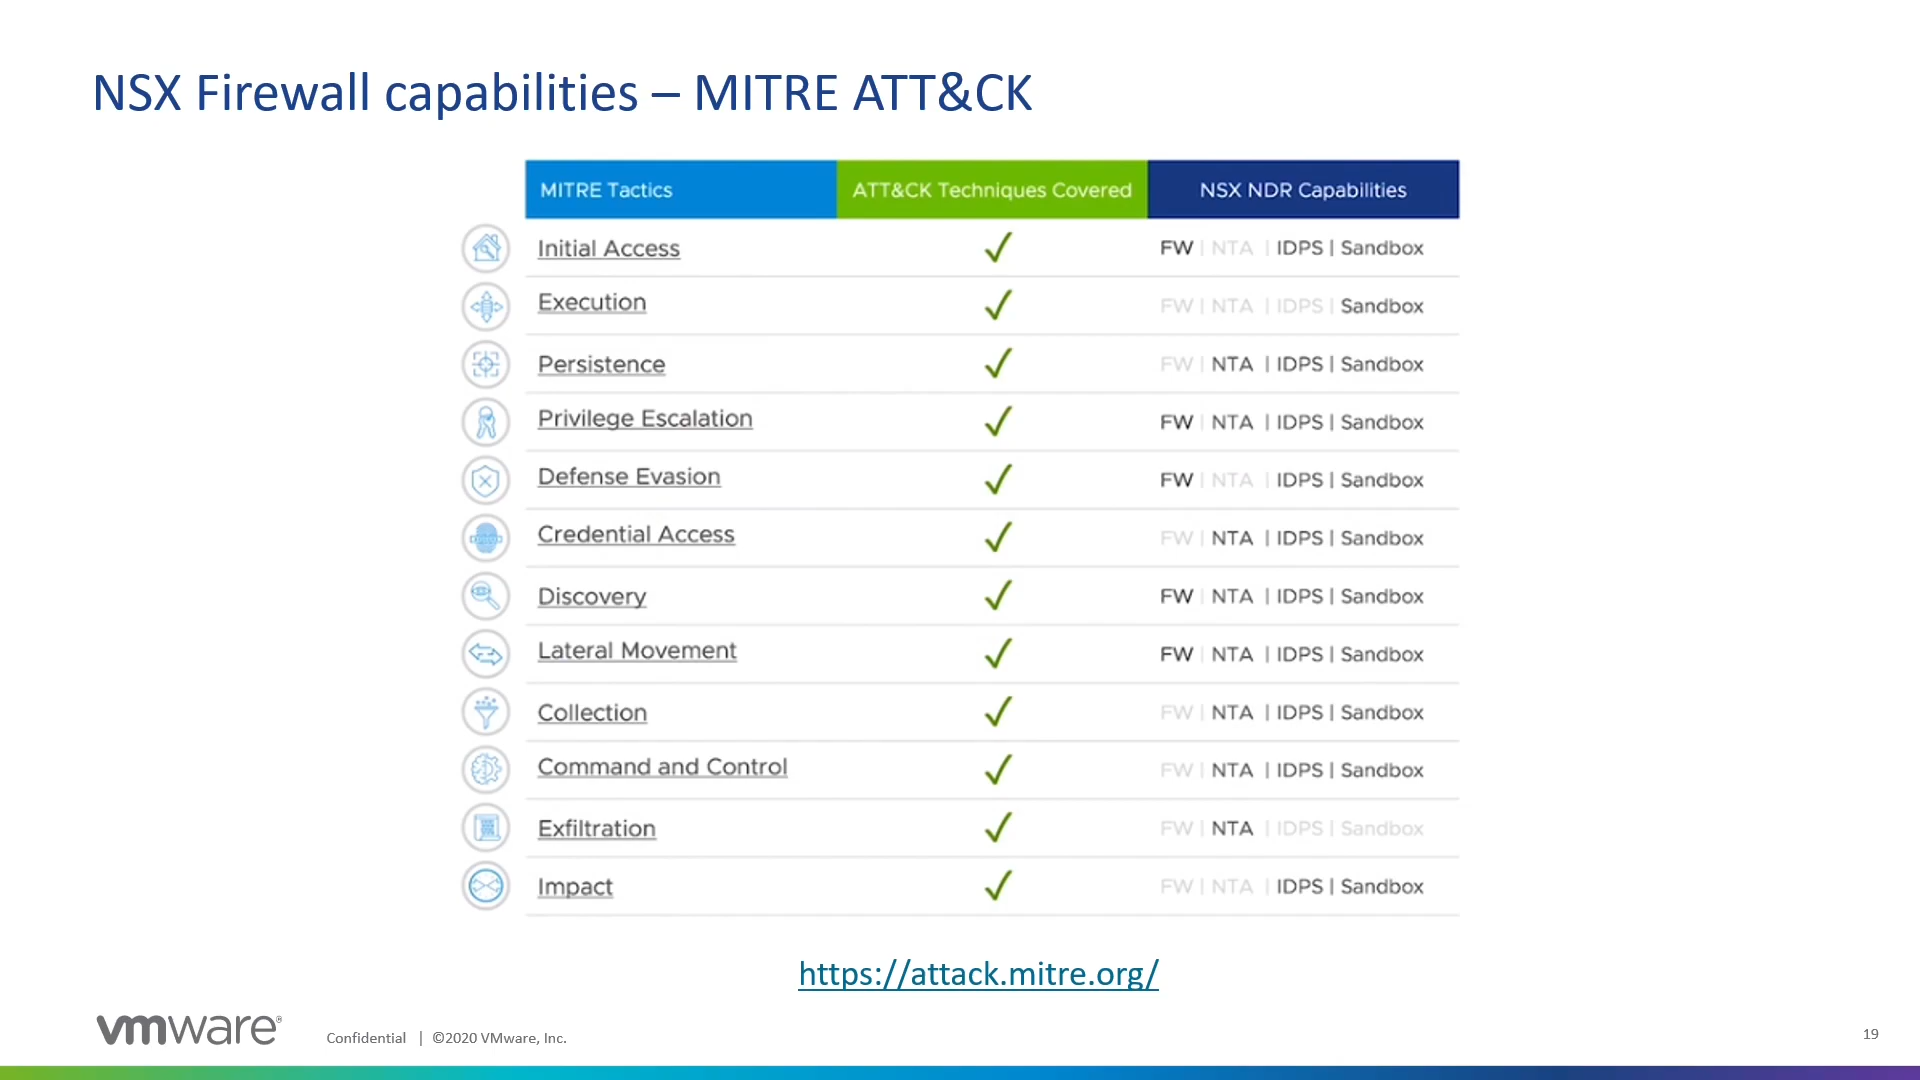 NSX Firewall capabilities – MITRE ATT&CK
MITRE Tactics | ATT&CK Techniques Covered | NSX NDR Capabilities
Initial Access ✓ FW | NTA | IDPS | Sandbox
Execution ✓ FW | NTA | IDPS | Sandbox
Persistence ✓ FW | NTA | IDPS | Sandbox
Privilege Escalation ✓ FW | NTA | IDPS | Sandbox
Defense Evasion ✓ FW | NTA | IDPS | Sandbox
Credential Access ✓ FW | NTA | IDPS | Sandbox
Discovery ✓ FW | NTA | IDPS | Sandbox
Lateral Movement ✓ FW | NTA | IDPS | Sandbox
Collection ✓ FW | NTA | IDPS | Sandbox
Command and Control ✓ FW | NTA | IDPS | Sandbox
Exfiltration ✓ FW | NTA | IDPS | Sandbox
Impact ✓ FW | NTA | IDPS | Sandbox
https://attack.mitre.org/
vmware® Confidential | ©2020 VMware, Inc. 19